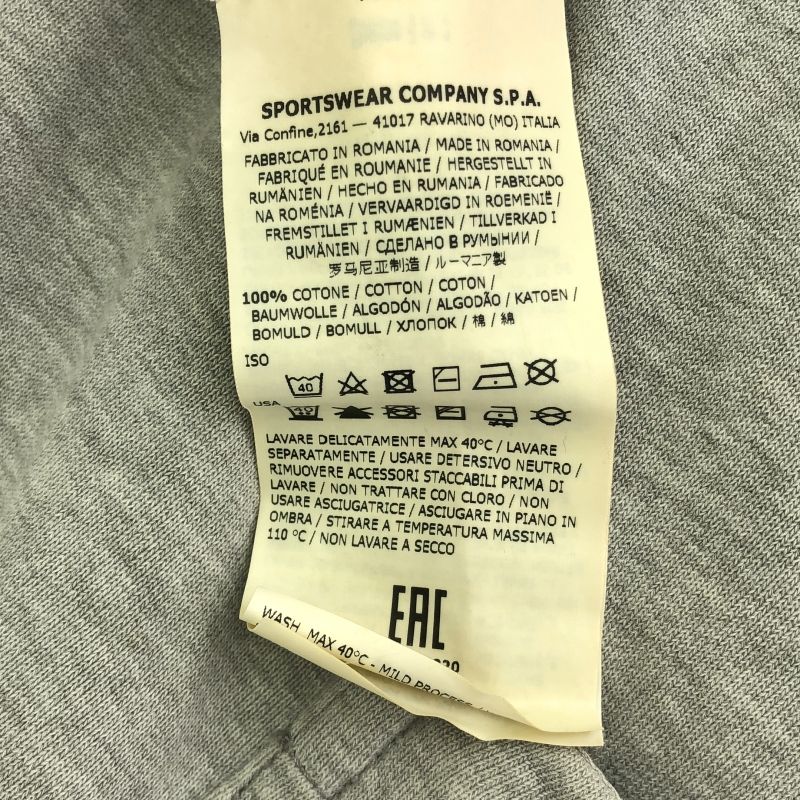 SPORTSWEAR COMPANY S.P.A.
Via Confine,2161 — 41017 RAVARINO (MO) ITALIA
FABBRICATO IN ROMANIA / MADE IN ROMANIA /
FABRIQUÉ EN ROUMANIE / HERGESTELLT IN
RUMÄNIEN / HECHO EN RUMANIA / FABRICADO
NA ROMÉNIA / VERVAARDIGD IN ROEMENIË /
FREMSTILLET I RUMÆNIEN / TILLVERKAD I
RUMÄNIEN / СДЕЛАНО В РУМЫНИИ /
罗马尼亚制造 / ルーマニア製
100% COTONE / COTTON / COTON /
BAUMWOLLE / ALGODÓN / ALGODÃO / KATOEN /
BOMULD / BOMULL / ХЛОПОК / 棉 / 綿
ISO
40
USA
40
LAVARE DELICATAMENTE MAX 40°C / LAVARE
SEPARATAMENTE / USARE DETERSIVO NEUTRO /
RIMUOVERE ACCESSORI STACCABILI PRIMA DI
LAVARE / NON TRATTARE CON CLORO / NON
USARE ASCIUGATRICE / ASCIUGARE IN PIANO IN
OMBRA / STIRARE A TEMPERATURA MASSIMA
110 °C / NON LAVARE A SECCO
EAC
WASH MAX 40°C - MILD PROCESS